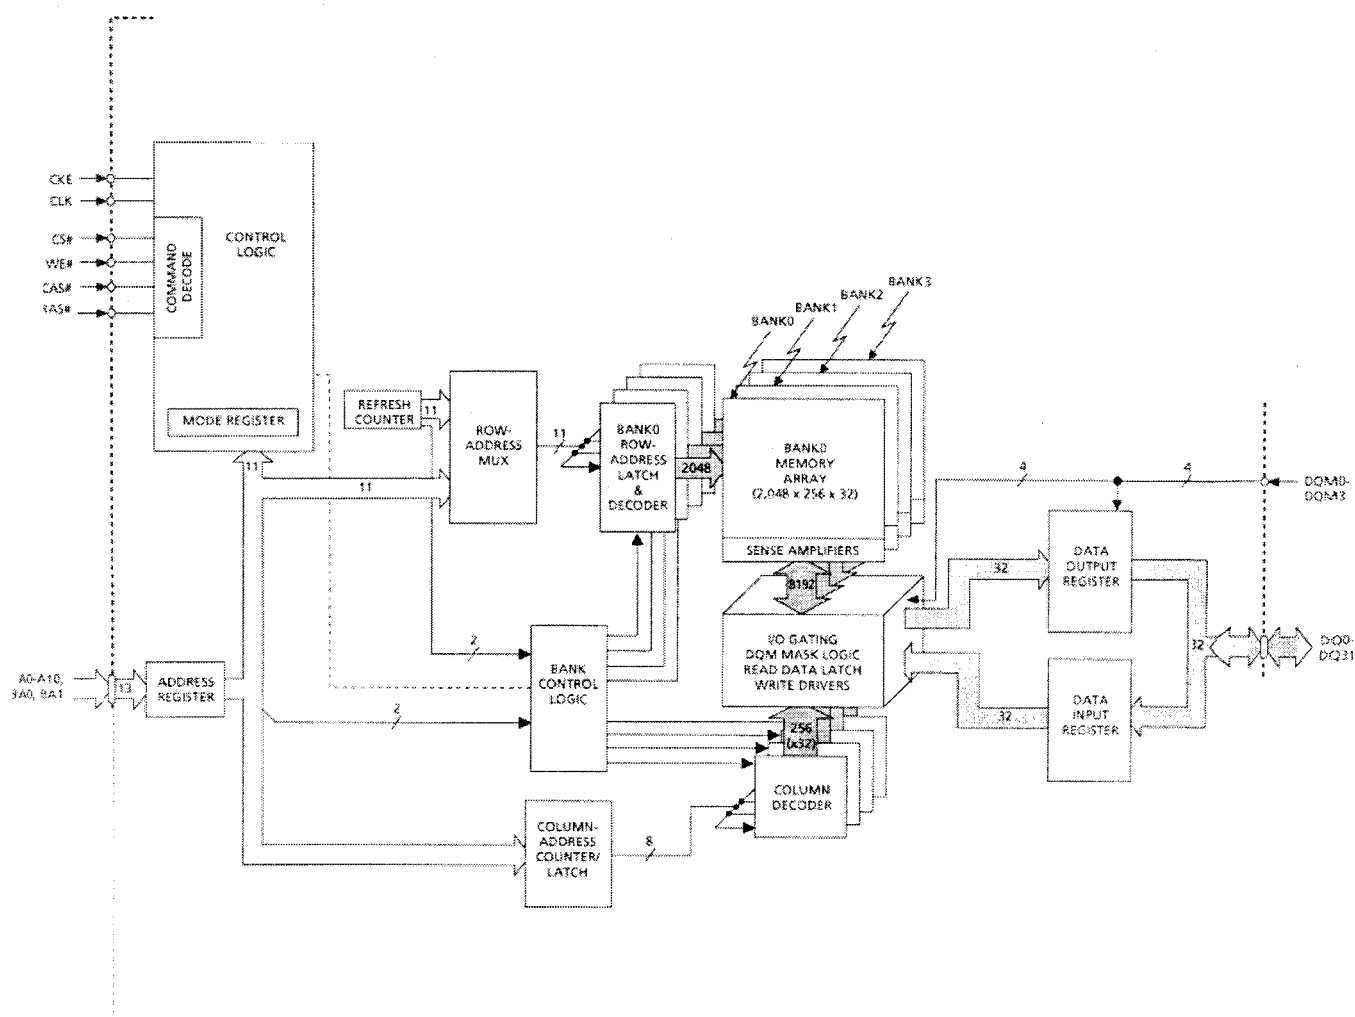 CKE
CLK
CS#
WE#
CAS#
RAS#
COMMAND
DECODE
CONTROL
LOGIC
MODE REGISTER
11
REFRESH
COUNTER
11
ROW-
ADDRESS
MUX
11
11
BANK0
ROW-
ADDRESS
LATCH
&
DECODER
2048
BANK0
BANK1
BANK2
BANK3
BANK0
MEMORY
ARRAY
(2,048 x 256 x 32)
SENSE AMPLIFIERS
8192
I/O GATING
DQM MASK LOGIC
READ DATA LATCH
WRITE DRIVERS
4
4
DQM0-
DQM3
32
DATA
OUTPUT
REGISTER
32
DQ0-
DQ31
32
DATA
INPUT
REGISTER
A0-A10,
BA0, BA1
13
ADDRESS
REGISTER
2
2
BANK
CONTROL
LOGIC
256
(x32)
COLUMN
DECODER
COLUMN-
ADDRESS
COUNTER/
LATCH
8